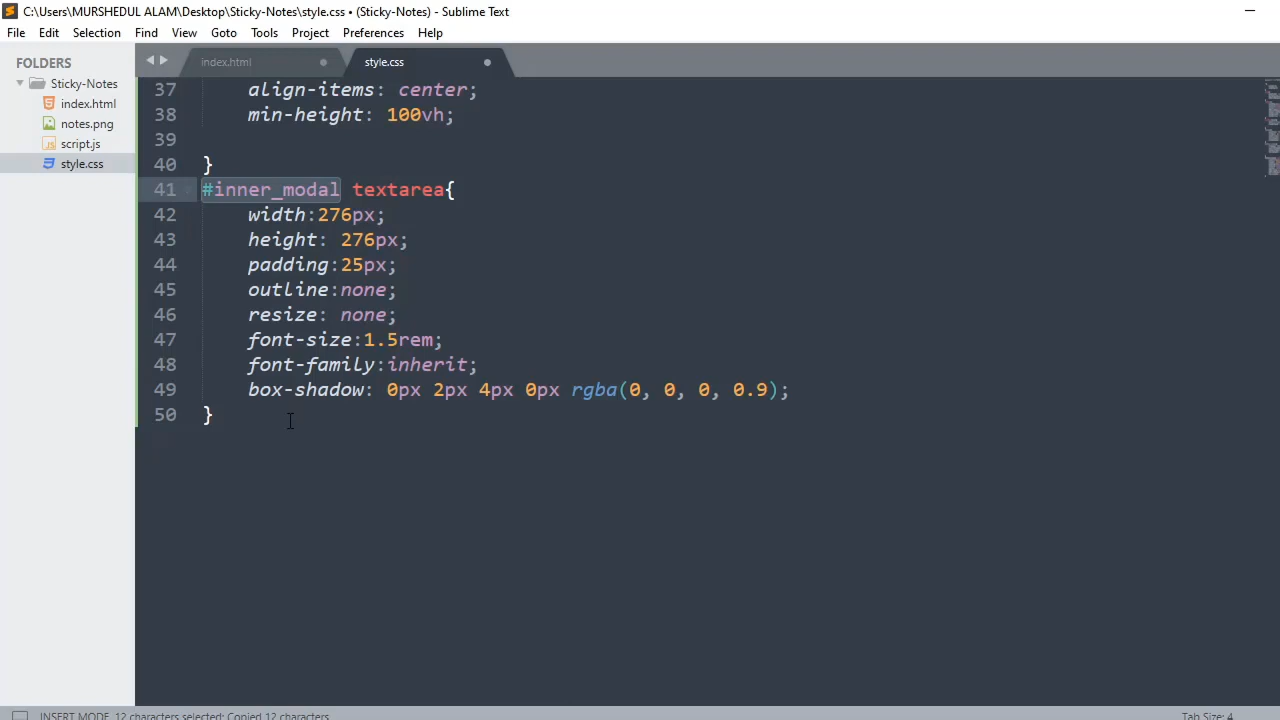 C:\Users\MURSHEDUL ALAM\Desktop\Sticky-Notes\style.css • (Sticky-Notes) - Sublime Text
File Edit Selection Find View Goto Tools Project Preferences Help
FOLDERS
Sticky-Notes
index.html
notes.png
script.js
style.css
index.html
style.css
37 align-items: center;
38 min-height: 100vh;
39
40 }
41 #inner_modal textarea{
42 width:276px;
43 height: 276px;
44 padding:25px;
45 outline:none;
46 resize: none;
47 font-size:1.5rem;
48 font-family:inherit;
49 box-shadow: 0px 2px 4px 0px rgba(0, 0, 0, 0.9);
50 }
INSERT MODE, 12 characters selected; Copied 12 characters
Tab Size: 4